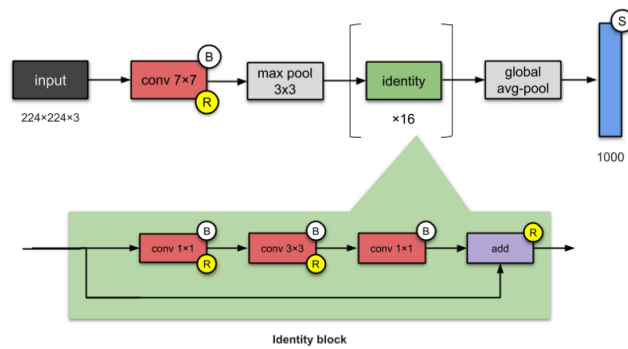 S
B
input
conv 7×7
max pool
3x3
identity
global
avg-pool
R
224×224×3
×16
1000
B
B
B
R
conv 1×1
conv 3×3
conv 1×1
add
R
R
Identity block